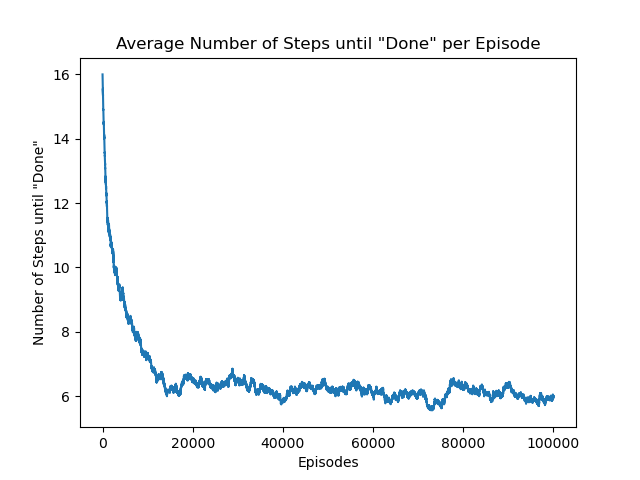 Average Number of Steps until "Done" per Episode
16
14
12
10
8
6
Number of Steps until "Done"
0 20000 40000 60000 80000 100000
Episodes